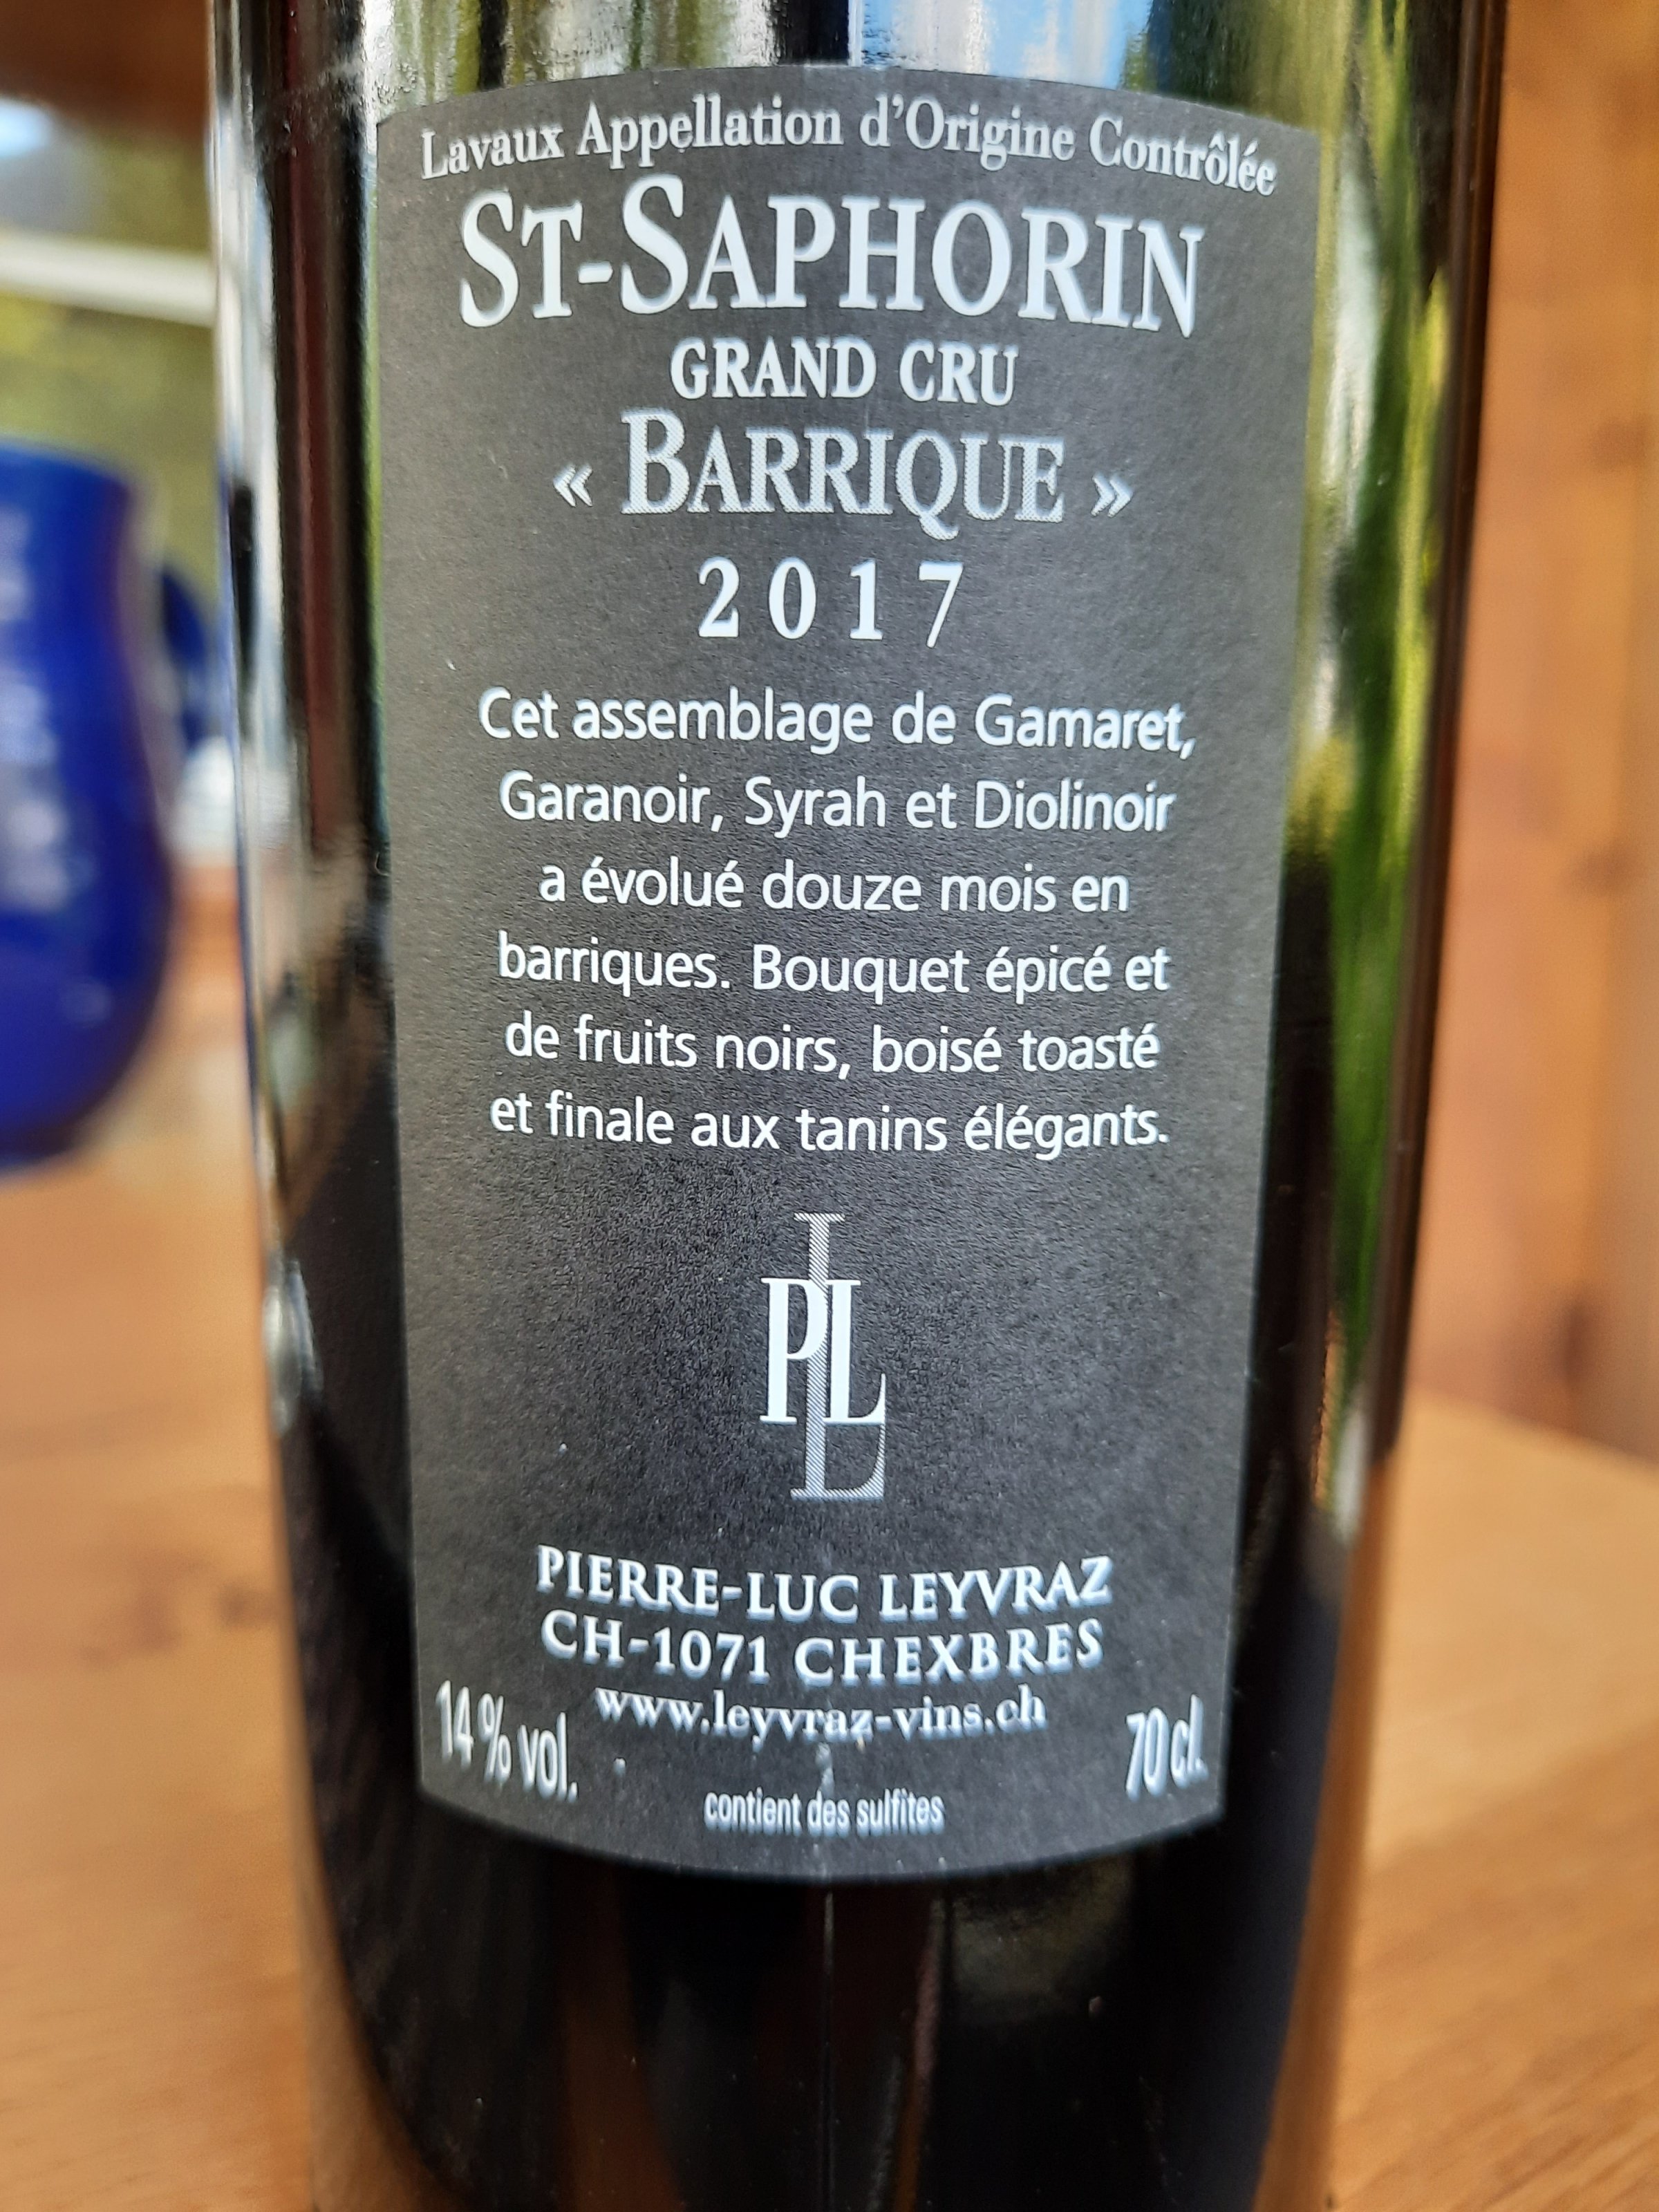 Lavaux Appellation d'Origine Contrôlée
ST-SAPHORIN
GRAND CRU
« BARRIQUE »
2017
Cet assemblage de Gamaret,
Garanoir, Syrah et Diolinoir
a évolué douze mois en
barriques. Bouquet épicé et
de fruits noirs, boisé toasté
et finale aux tanins élégants.
PL
L
PIERRE-LUC LEYVRAZ
CH-1071 CHEXBRES
www.leyvraz-vins.ch
14 % vol.
70 cl.
contient des sulfites